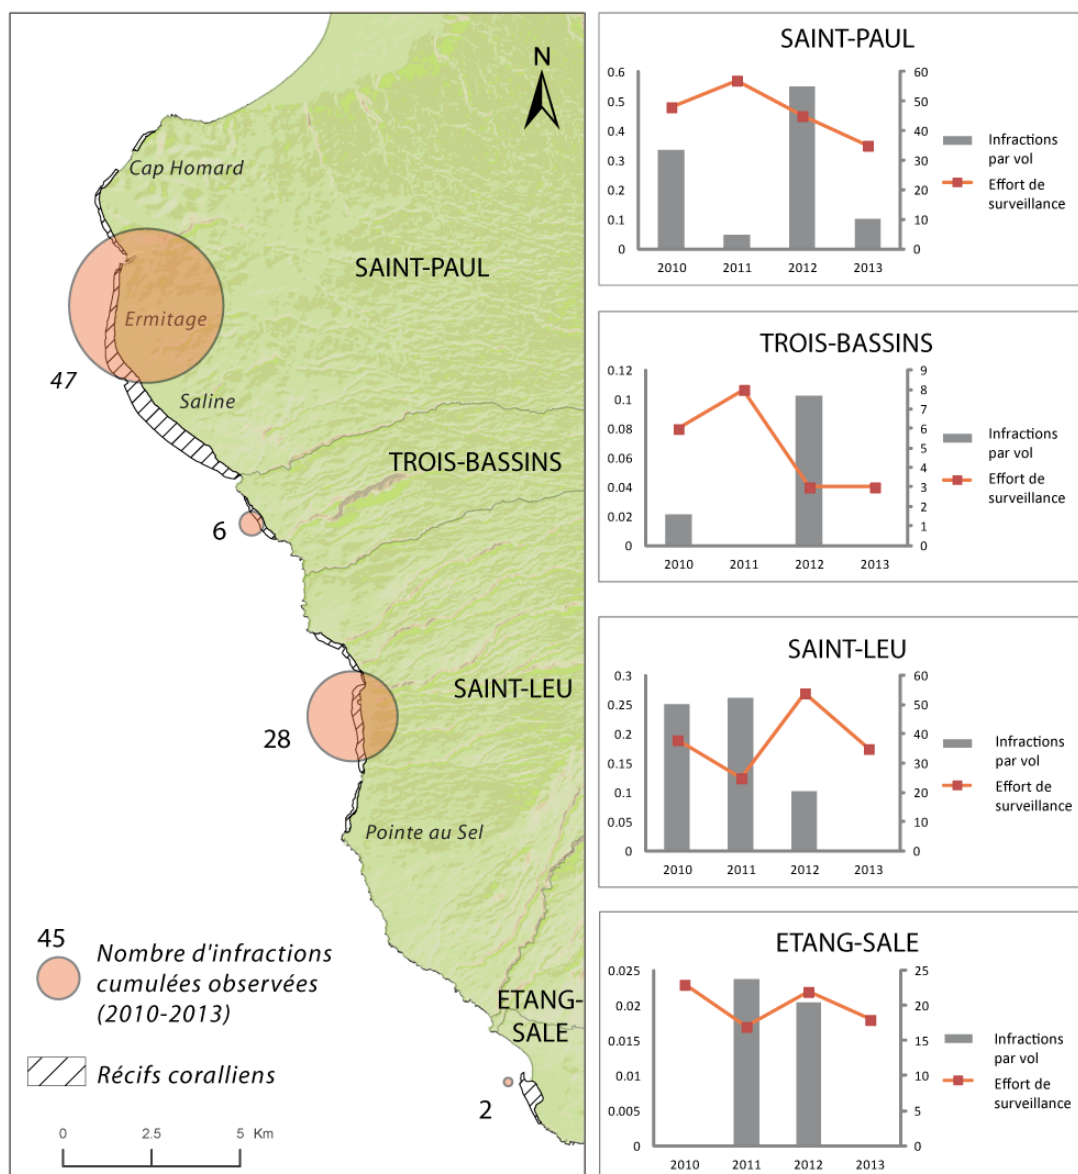 N
Cap Homard
SAINT-PAUL
Ermitage
47
Saline
TROIS-BASSINS
6
SAINT-LEU
28
Pointe au Sel
45
Nombre d'infractions
cumulées observées
(2010-2013)
ETANG-
SALE
Récifs coralliens
2
0 2.5 5 Km
SAINT-PAUL
0.6
0.5
0.4
0.3
0.2
0.1
0
60
50
40
30
20
10
0
2010 2011 2012 2013
Infractions
par vol
Effort de
surveillance
TROIS-BASSINS
0.12
0.1
0.08
0.06
0.04
0.02
0
9
8
7
6
5
4
3
2
1
0
2010 2011 2012 2013
Infractions
par vol
Effort de
surveillance
SAINT-LEU
0.3
0.25
0.2
0.15
0.1
0.05
0
60
50
40
30
20
10
0
2010 2011 2012 2013
Infractions
par vol
Effort de
surveillance
ETANG-SALE
0.025
0.02
0.015
0.01
0.005
0
25
20
15
10
5
0
2010 2011 2012 2013
Infractions
par vol
Effort de
surveillance